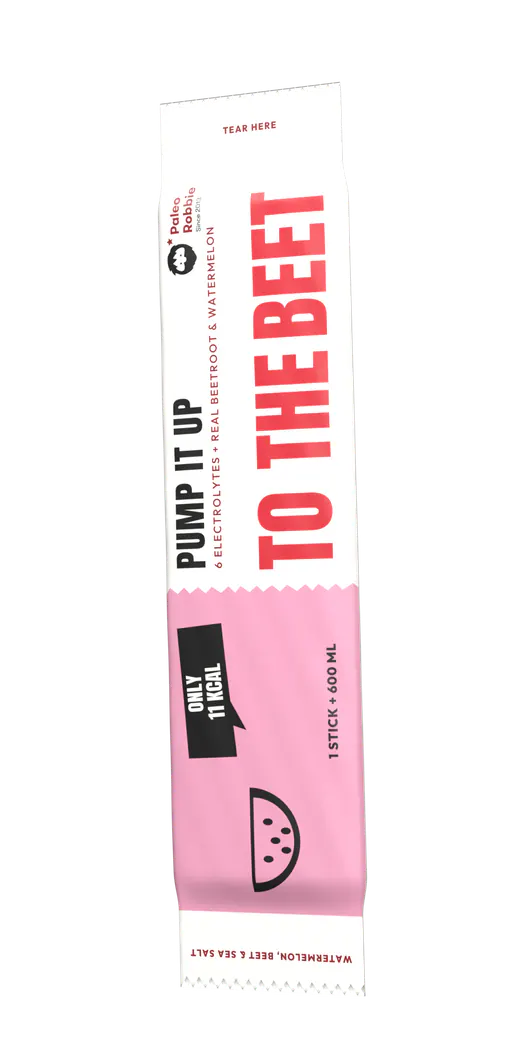 TEAR HERE
Paleo
Robbie
Since 2013
PUMP IT UP
6 ELECTROLYTES + REAL BEETROOT & WATERMELON
TO THE BEET
ONLY
11 KCAL
1 STICK + 600 ML
WATERMELON, BEET & SEA SALT